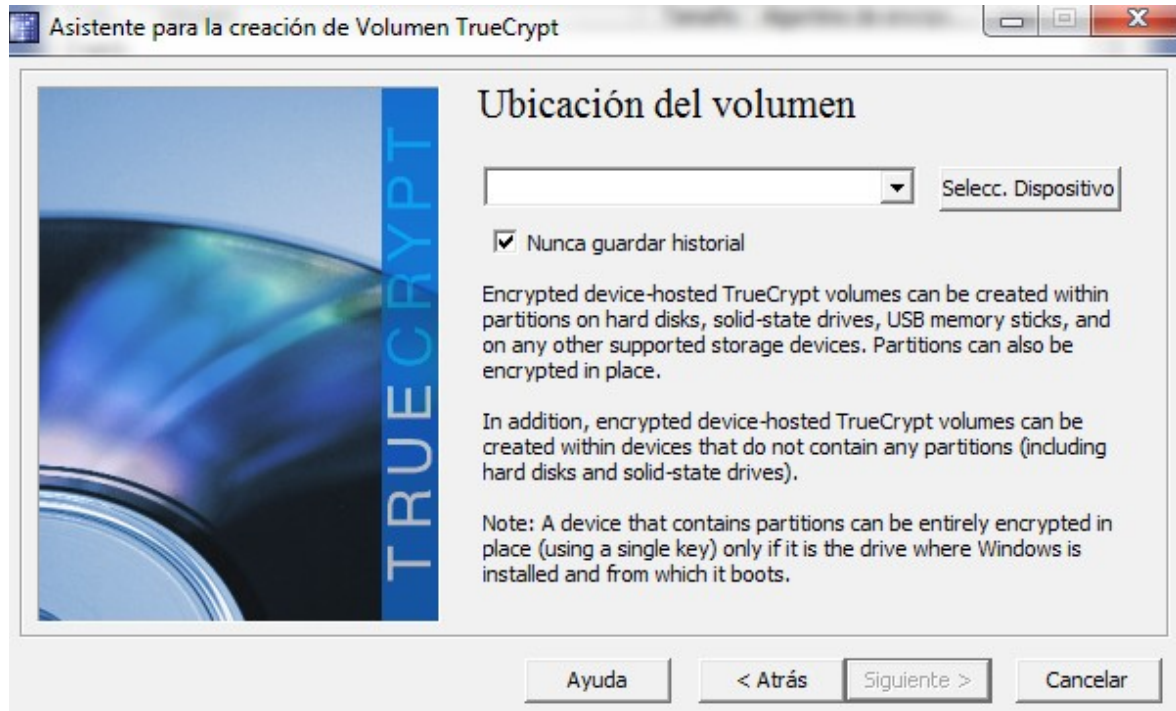 Asistente para la creación de Volumen TrueCrypt
TRUECRYPT
Ubicación del volumen
Selecc. Dispositivo
Nunca guardar historial
Encrypted device-hosted TrueCrypt volumes can be created within
partitions on hard disks, solid-state drives, USB memory sticks, and
on any other supported storage devices. Partitions can also be
encrypted in place.
In addition, encrypted device-hosted TrueCrypt volumes can be
created within devices that do not contain any partitions (including
hard disks and solid-state drives).
Note: A device that contains partitions can be entirely encrypted in
place (using a single key) only if it is the drive where Windows is
installed and from which it boots.
Ayuda
< Atrás
Siguiente >
Cancelar